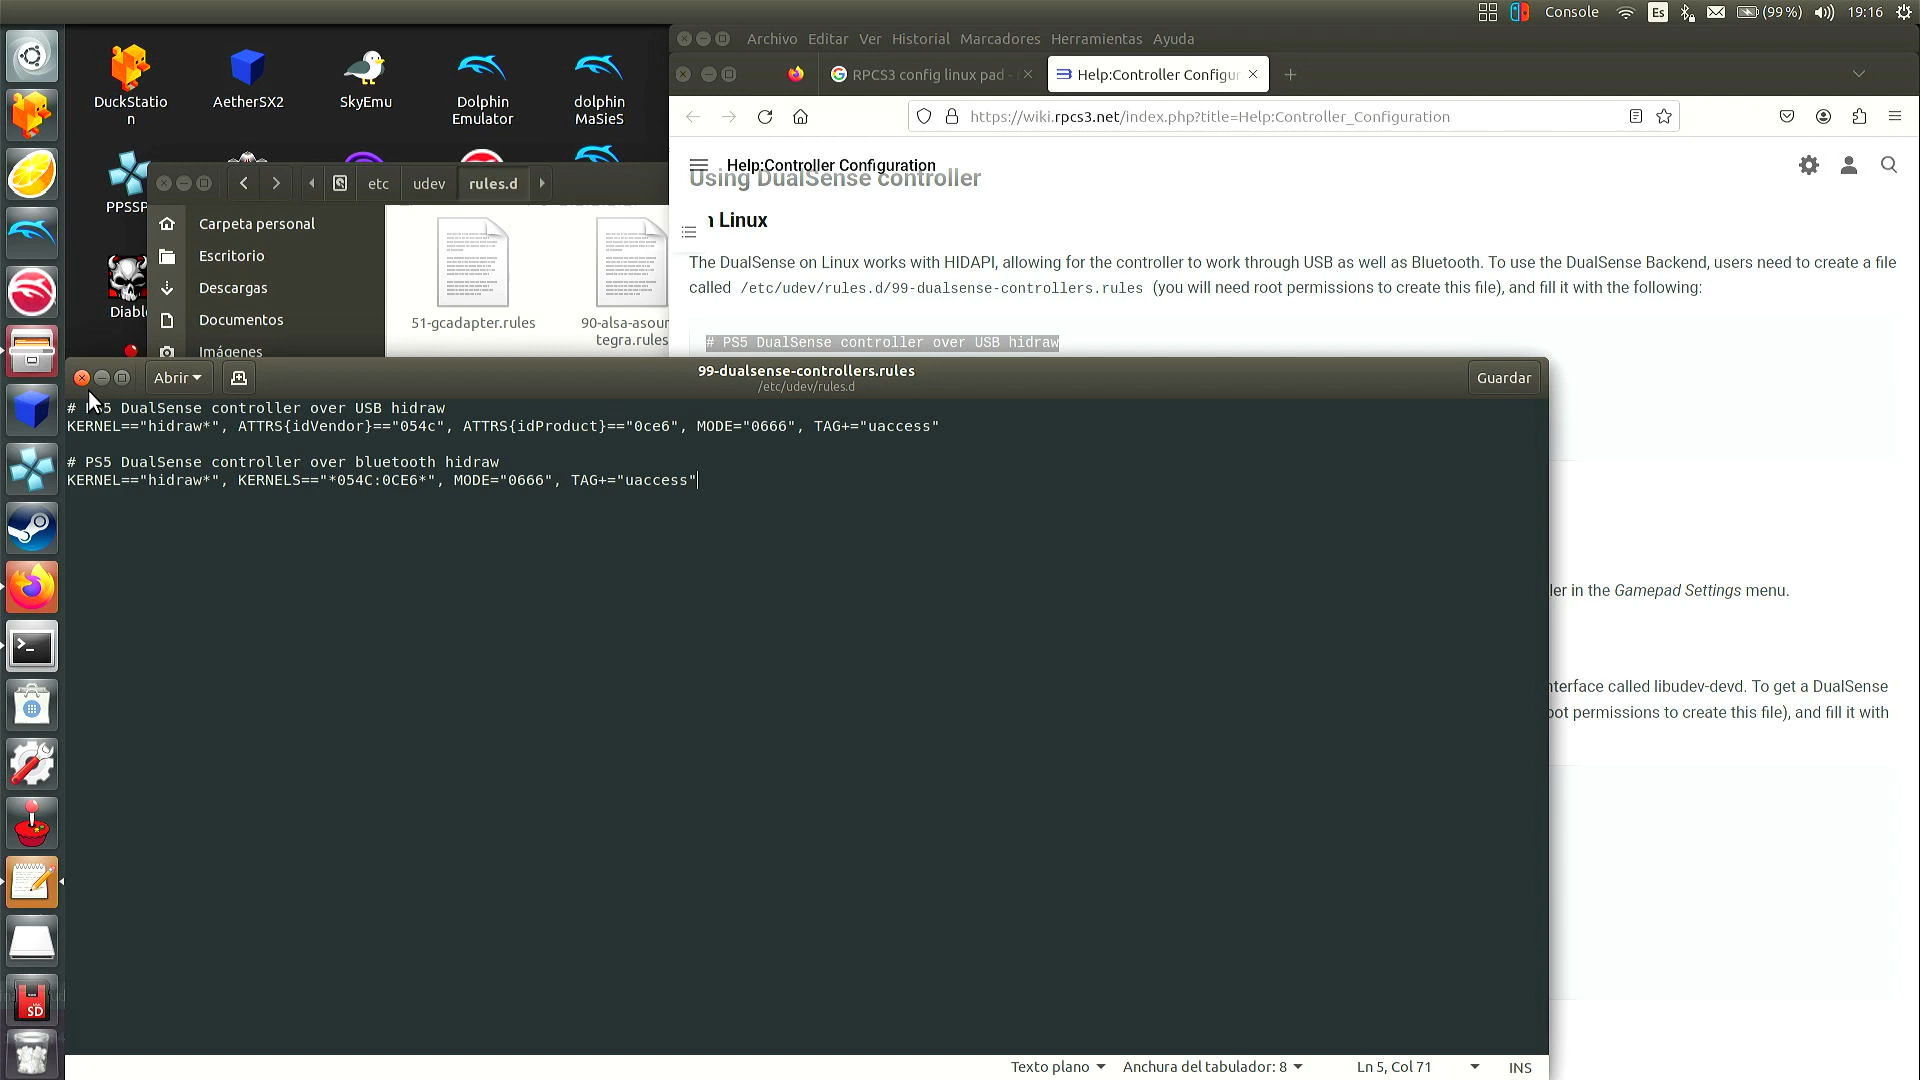 Console
Es
(99 %)
19:16
DuckStatio
n
AetherSX2
SkyEmu
Dolphin
Emulator
dolphin
MaSieS
PPSSP
Diabl
Archivo Editar Ver Historial Marcadores Herramientas Ayuda
RPCS3 config linux pad -
Help:Controller Configur
https://wiki.rpcs3.net/index.php?title=Help:Controller_Configuration
Help:Controller Configuration
Using DualSense controller
n Linux
The DualSense on Linux works with HIDAPI, allowing for the controller to work through USB as well as Bluetooth. To use the DualSense Backend, users need to create a file
called /etc/udev/rules.d/99-dualsense-controllers.rules (you will need root permissions to create this file), and fill it with the following:
# PS5 DualSense controller over USB hidraw
etc
udev
rules.d
Carpeta personal
Escritorio
Descargas
Documentos
Imágenes
51-gcadapter.rules
90-alsa-asoun
tegra.rules
Abrir
99-dualsense-controllers.rules
/etc/udev/rules.d
Guardar
# PS5 DualSense controller over USB hidraw
KERNEL=="hidraw*", ATTRS{idVendor}=="054c", ATTRS{idProduct}=="0ce6", MODE="0666", TAG+="uaccess"
# PS5 DualSense controller over bluetooth hidraw
KERNEL=="hidraw*", KERNELS=="*054C:0CE6*", MODE="0666", TAG+="uaccess"
ler in the Gamepad Settings menu.
nterface called libudev-devd. To get a DualSense
oot permissions to create this file), and fill it with
SD
Texto plano
Anchura del tabulador: 8
Ln 5, Col 71
INS